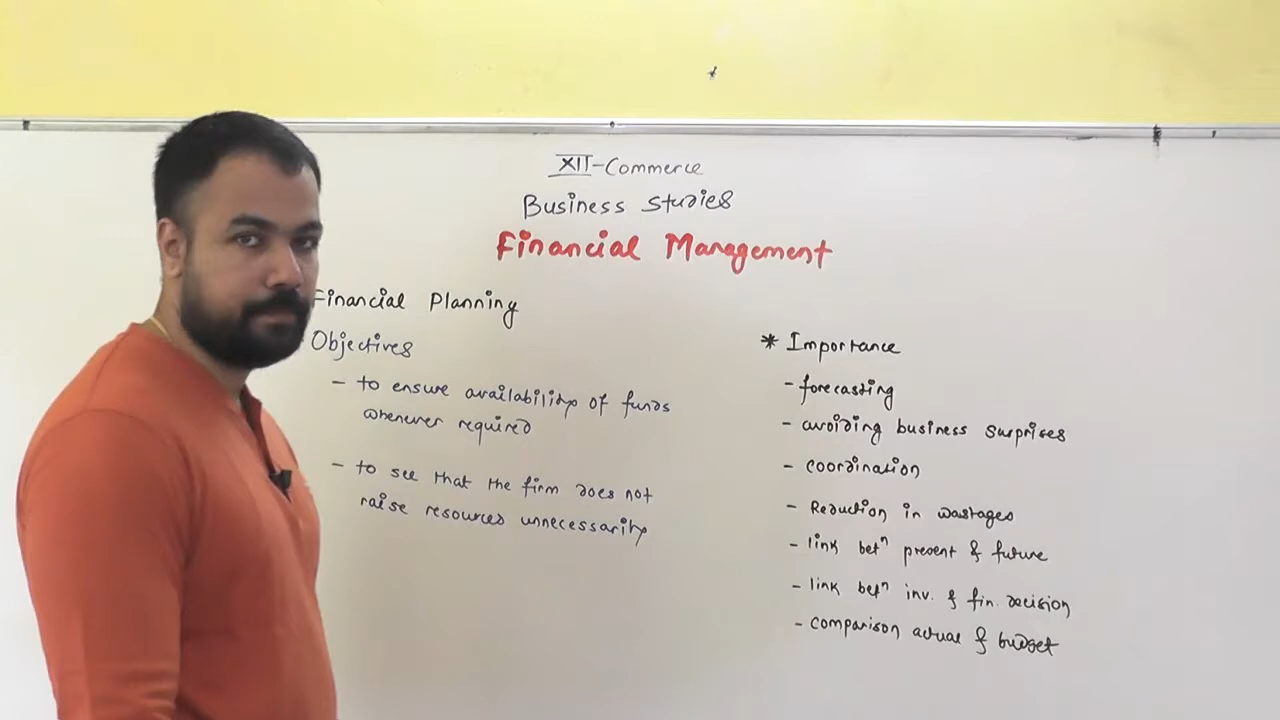 XII-Commerce
Business Studies
Financial Management
Financial Planning
Objectives
- to ensure availability of funds
whenever required
- to see that the firm does not
raise resources unnecessarily
* Importance
- forecasting
- avoiding business surprises
- coordination
- Reduction in wastages
- link betⁿ present & future
- link betⁿ inv. & fin. decision
- comparison actual & budget